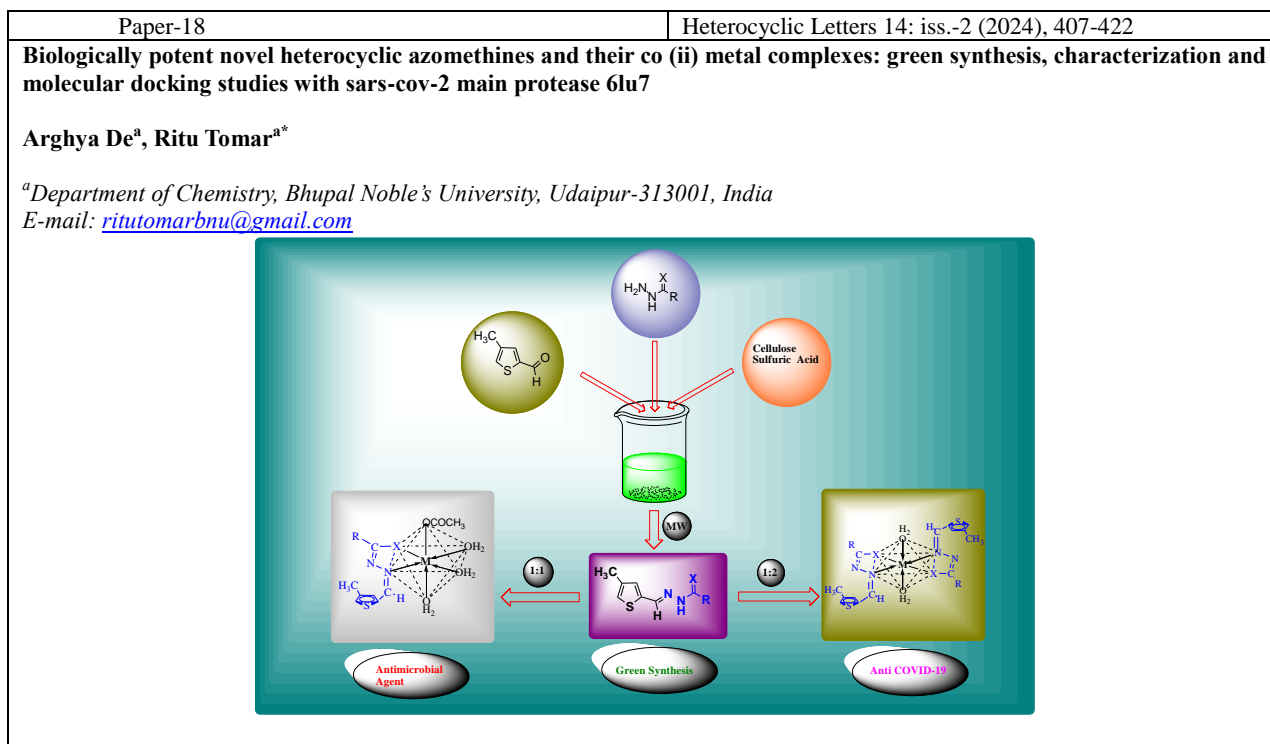 Paper-18
Heterocyclic Letters 14: iss.-2 (2024), 407-422
Biologically potent novel heterocyclic azomethines and their co (ii) metal complexes: green synthesis, characterization and
molecular docking studies with sars-cov-2 main protease 6lu7
Arghya Deᵃ, Ritu Tomarᵃ*
ᵃDepartment of Chemistry, Bhupal Noble’s University, Udaipur-313001, India
E-mail: ritutomarbnu@gmail.com
H₂N
N
H
X
R
H₃C
S
O
H
Cellulose
Sulfuric Acid
MW
OCOCH₃
R
X
OH₂
N
M
N
OH₂
H₃C
C
H
S
O
H₂
1:1
H₃C
S
H
N
NH
X
R
1:2
H₂
O
HC
S
CH₃
R
X
N
N
M
N
N
X
R
H₃C
C
H
S
O
H₂
Antimicrobial
Agent
Green Synthesis
Anti COVID-19